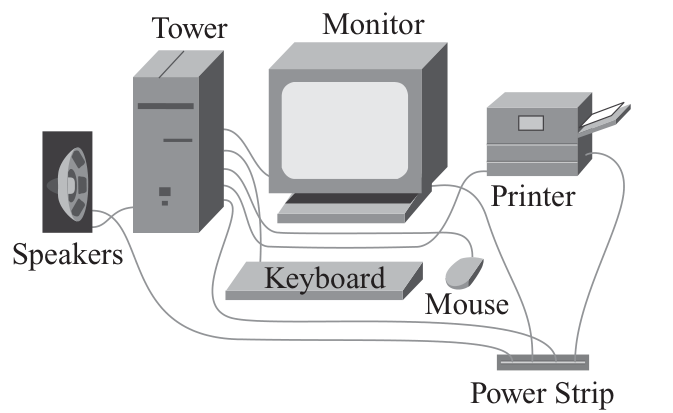 Tower
Monitor
Printer
Speakers
Keyboard
Mouse
Power Strip